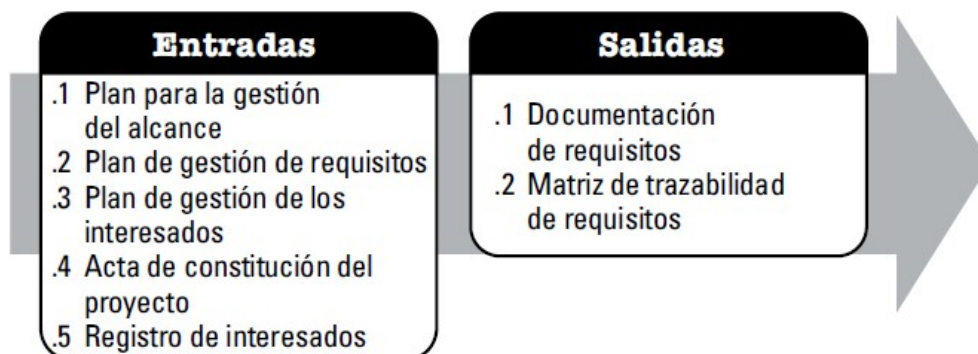 Entradas
.1 Plan para la gestión
del alcance
.2 Plan de gestión de requisitos
.3 Plan de gestión de los
interesados
.4 Acta de constitución del
proyecto
.5 Registro de interesados
Salidas
.1 Documentación
de requisitos
.2 Matriz de trazabilidad
de requisitos